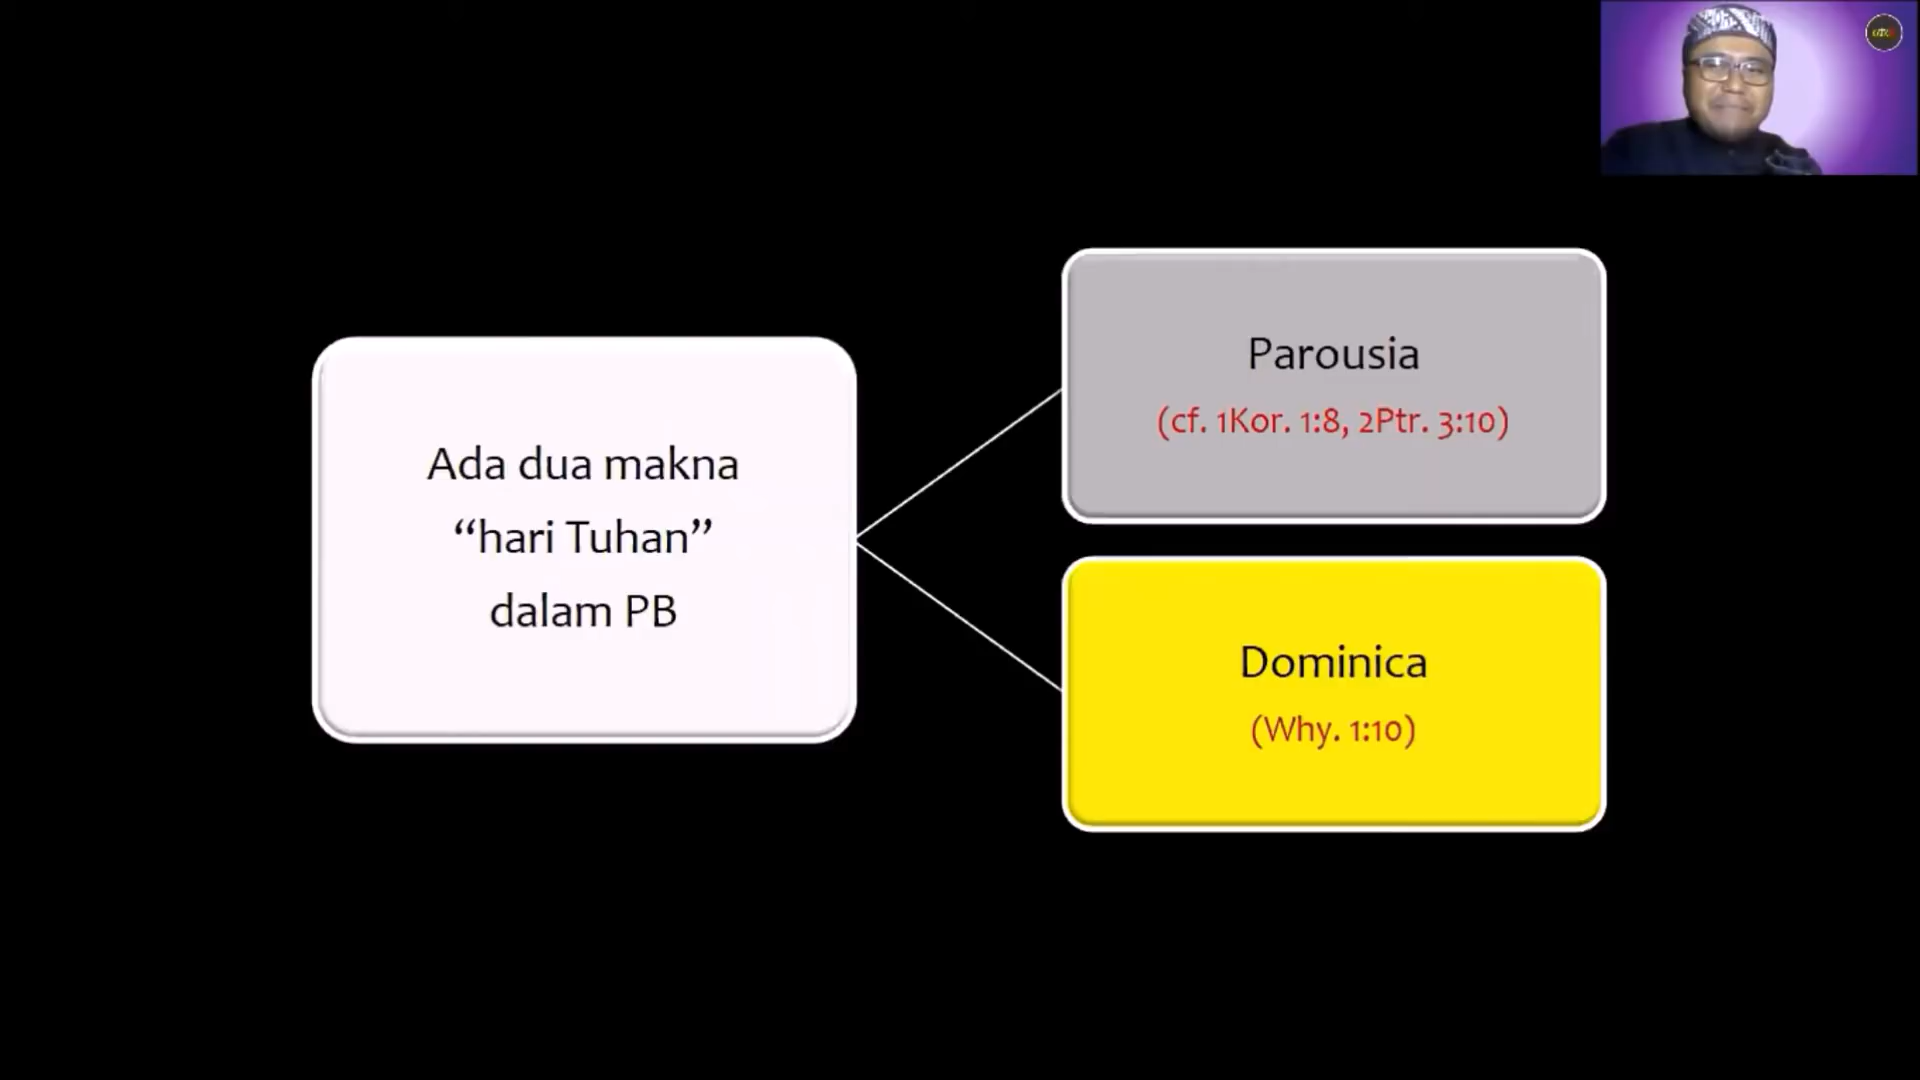 Ada dua makna
“hari Tuhan”
dalam PB
Parousia
(cf. 1Kor. 1:8, 2Ptr. 3:10)
Dominica
(Why. 1:10)